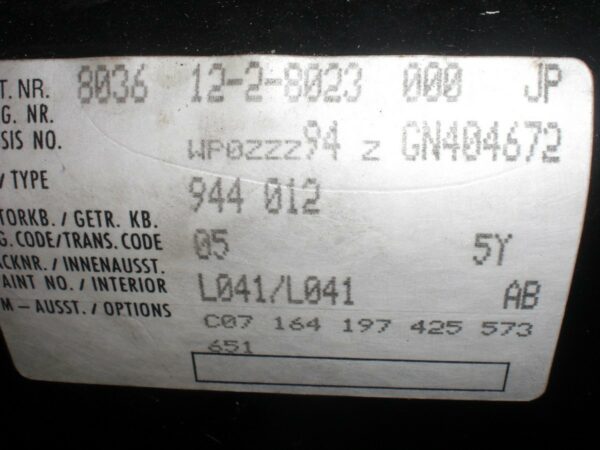 T. NR. 8036 12-2-8023 000 JP
G. NR.
SIS NO. WP0ZZZ94 Z GN404672
/ TYPE 944 012
TORKB. / GETR. KB.
G. CODE/TRANS. CODE 05 5Y
ACKNR. / INNENAUSST.
AINT NO. / INTERIOR L041/L041 AB
M – AUSST. / OPTIONS C07 164 197 425 573
651